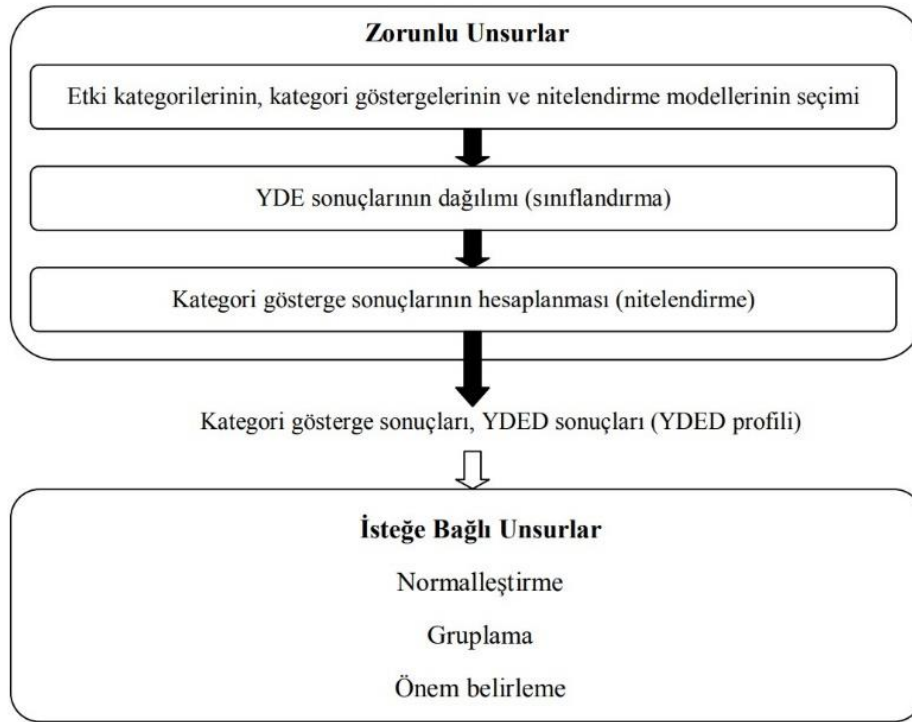 Zorunlu Unsurlar
Etki kategorilerinin, kategori göstergelerinin ve nitelendirme modellerinin seçimi
YDE sonuçlarının dağılımı (sınıflandırma)
Kategori gösterge sonuçlarının hesaplanması (nitelendirme)
Kategori gösterge sonuçları, YDED sonuçları (YDED profili)
İsteğe Bağlı Unsurlar
Normalleştirme
Gruplama
Önem belirleme